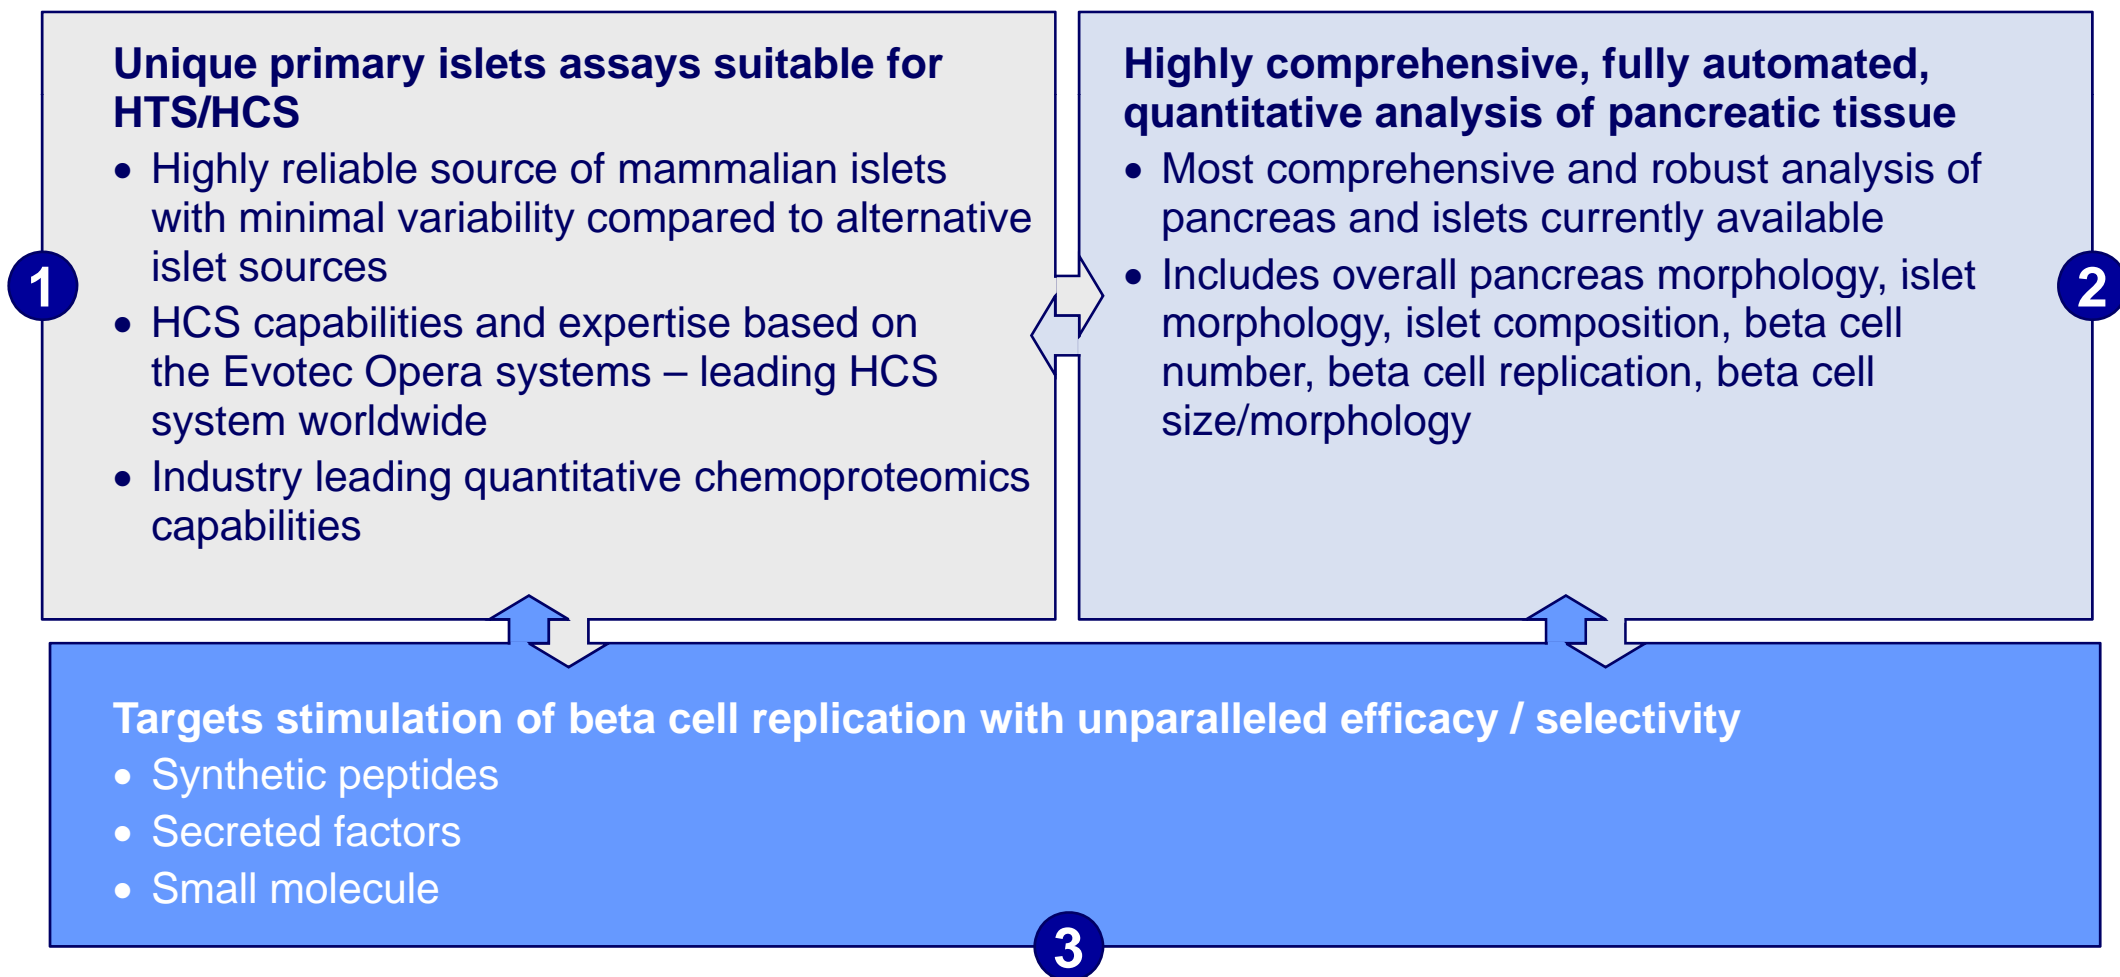 Unique primary islets assays suitable for
HTS/HCS
• Highly reliable source of mammalian islets
with minimal variability compared to alternative
islet sources
• HCS capabilities and expertise based on
the Evotec Opera systems – leading HCS
system worldwide
• Industry leading quantitative chemoproteomics
capabilities
1
Highly comprehensive, fully automated,
quantitative analysis of pancreatic tissue
• Most comprehensive and robust analysis of
pancreas and islets currently available
• Includes overall pancreas morphology, islet
morphology, islet composition, beta cell
number, beta cell replication, beta cell
size/morphology
2
Targets stimulation of beta cell replication with unparalleled efficacy / selectivity
• Synthetic peptides
• Secreted factors
• Small molecule
3